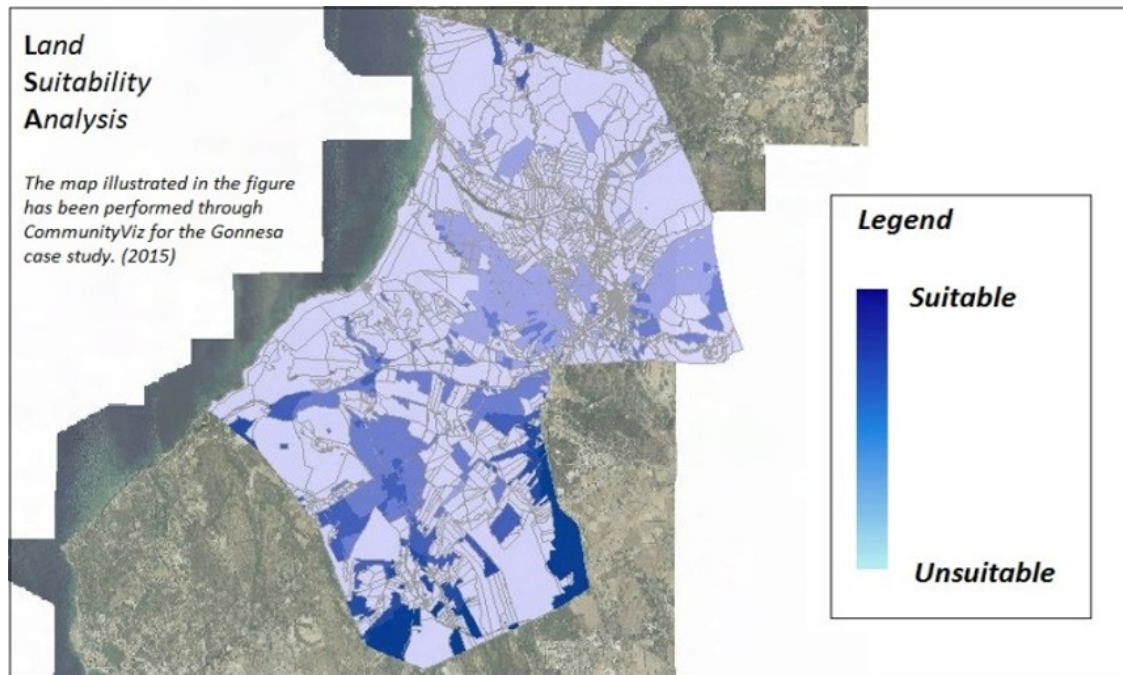 Land
Suitability
Analysis
The map illustrated in the figure
has been performed through
CommunityViz for the Gonnesa
case study. (2015)
Legend
Suitable
Unsuitable